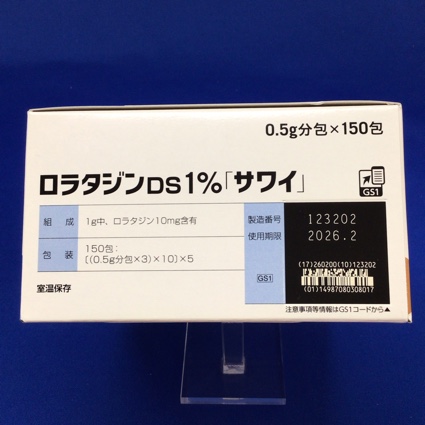 0.5g分包×150包
ロラタジンDS1%「サワイ」
GS1
組成 1g中、ロラタジン10mg含有
包装 150包:
[(0.5g分包×3)×10]×5
室温保存
製造番号 123202
使用期限 2026.2
(17)260200(10)123202
GS1
(01)14987080308017
注意事項等情報はGS1コードから▲